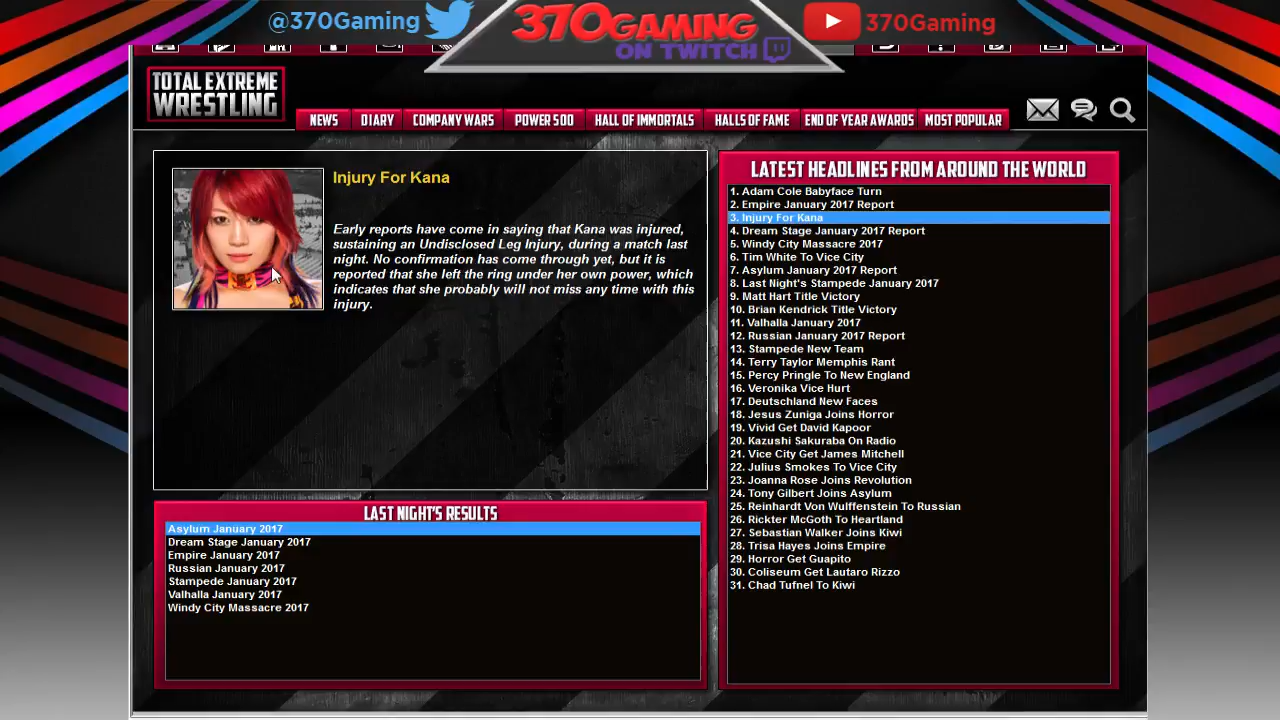 @370Gaming
370GAMING
ON TWITCH
370Gaming
TOTAL EXTREME
WRESTLING
NEWS DIARY COMPANY WARS POWER 500 HALL OF IMMORTALS HALLS OF FAME END OF YEAR AWARDS MOST POPULAR
Injury For Kana
Early reports have come in saying that Kana was injured,
sustaining an Undisclosed Leg Injury, during a match last
night. No confirmation has come through yet, but it is
reported that she left the ring under her own power, which
indicates that she probably will not miss any time with this
injury.
LAST NIGHT'S RESULTS
Asylum January 2017
Dream Stage January 2017
Empire January 2017
Russian January 2017
Stampede January 2017
Valhalla January 2017
Windy City Massacre 2017
LATEST HEADLINES FROM AROUND THE WORLD
1. Adam Cole Babyface Turn
2. Empire January 2017 Report
3. Injury For Kana
4. Dream Stage January 2017 Report
5. Windy City Massacre 2017
6. Tim White To Vice City
7. Asylum January 2017 Report
8. Last Night's Stampede January 2017
9. Matt Hart Title Victory
10. Brian Kendrick Title Victory
11. Valhalla January 2017
12. Russian January 2017 Report
13. Stampede New Team
14. Terry Taylor Memphis Rant
15. Percy Pringle To New England
16. Veronika Vice Hurt
17. Deutschland New Faces
18. Jesus Zuniga Joins Horror
19. Vivid Get David Kapoor
20. Kazushi Sakuraba On Radio
21. Vice City Get James Mitchell
22. Julius Smokes To Vice City
23. Joanna Rose Joins Revolution
24. Tony Gilbert Joins Asylum
25. Reinhardt Von Wulffenstein To Russian
26. Rickter McGoth To Heartland
27. Sebastian Walker Joins Kiwi
28. Trisa Hayes Joins Empire
29. Horror Get Guapito
30. Coliseum Get Lautaro Rizzo
31. Chad Tufnel To Kiwi